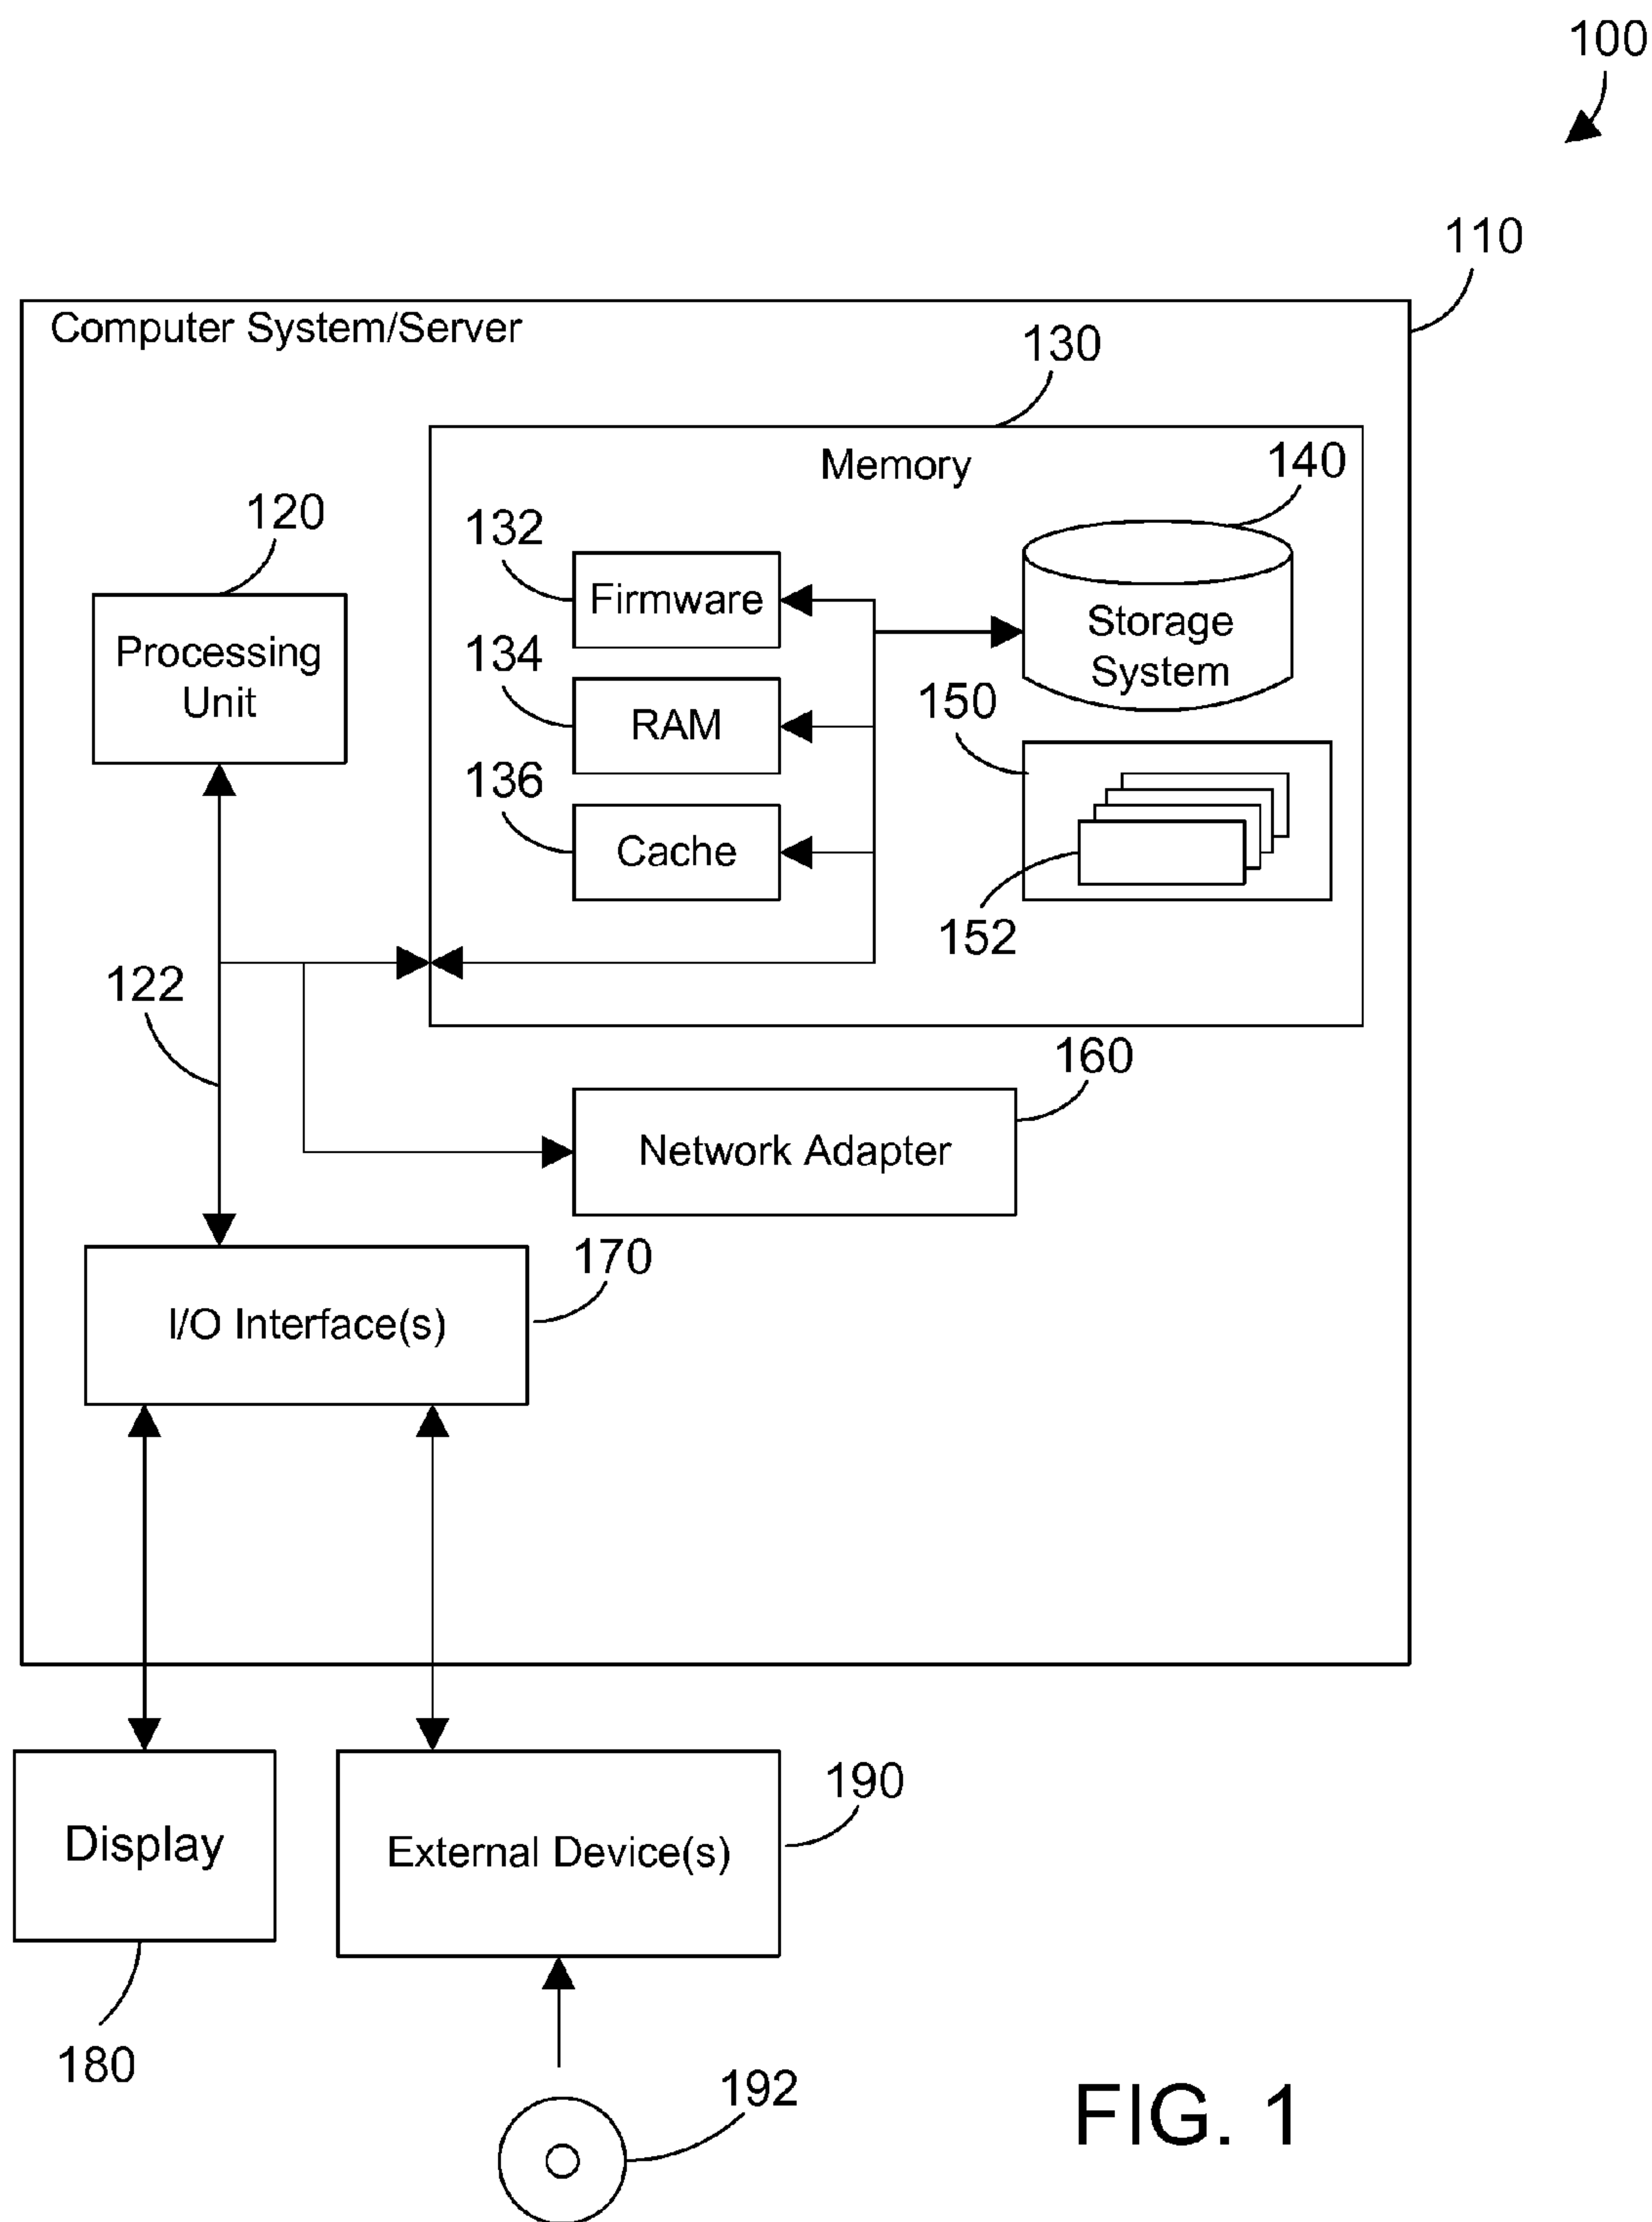 100
110
Computer System/Server
130
Memory
140
120
132
Firmware
Storage
System
Processing
Unit
134
RAM
150
136
Cache
152
122
160
Network Adapter
170
I/O Interface(s)
190
Display
External Device(s)
180
192
FIG. 1